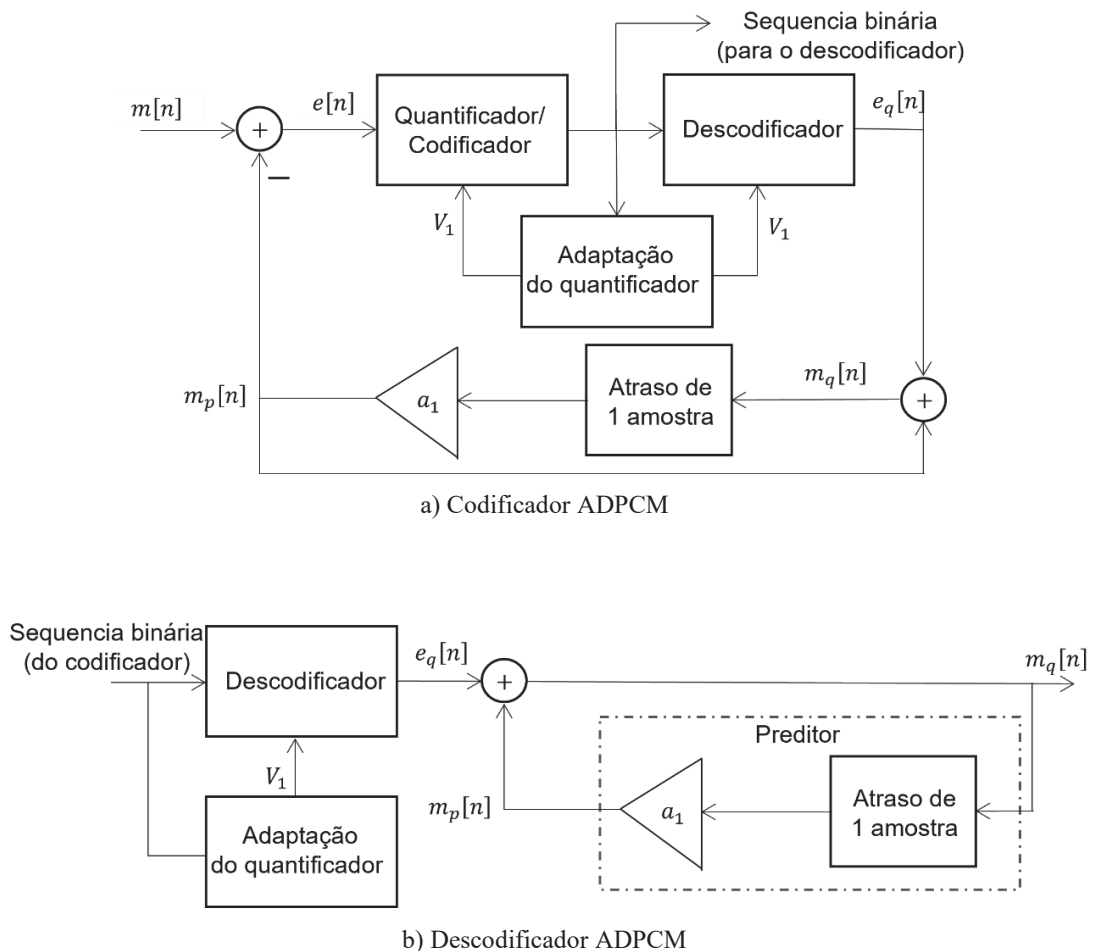 Sequencia binária
(para o descodificador)
m[n]
e[n]
Quantificador/
Codificador
Descodificador
e_q[n]
+
−
V_1
V_1
Adaptação
do quantificador
m_p[n]
a_1
Atraso de
1 amostra
m_q[n]
+
a) Codificador ADPCM
Sequencia binária
(do codificador)
Descodificador
e_q[n]
+
m_q[n]
Preditor
V_1
m_p[n]
a_1
Atraso de
1 amostra
Adaptação
do quantificador
b) Descodificador ADPCM